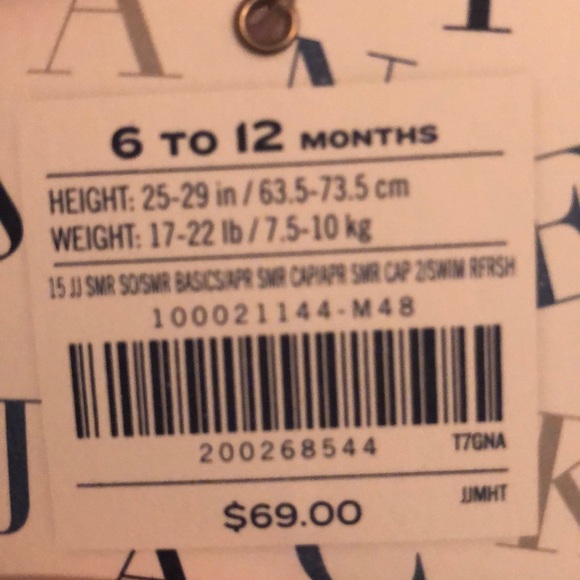 6 TO 12 MONTHS
HEIGHT: 25-29 in / 63.5-73.5 cm
WEIGHT: 17-22 lb / 7.5-10 kg
15 JJ SMR SO/SMR BASICS/APR SMR CAP/APR SMR CAP 2/SWIM RFRSH
100021144-M48
200268544
T7GNA
JJMHT
$69.00